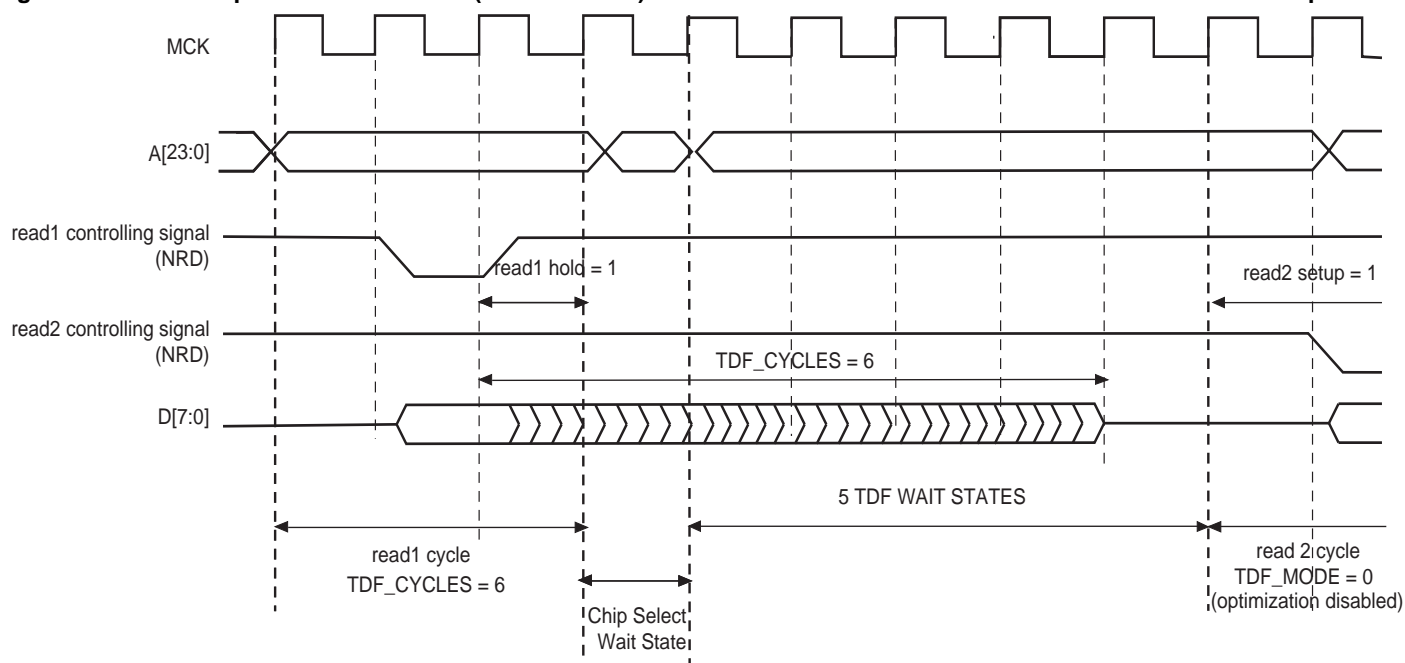 MCK
A[23:0]
read1 controlling signal
(NRD)
read1 hold = 1
read2 setup = 1
read2 controlling signal
(NRD)
TDF_CYCLES = 6
D[7:0]
5 TDF WAIT STATES
read1 cycle
TDF_CYCLES = 6
Chip Select
Wait State
read 2 cycle
TDF_MODE = 0
(optimization disabled)